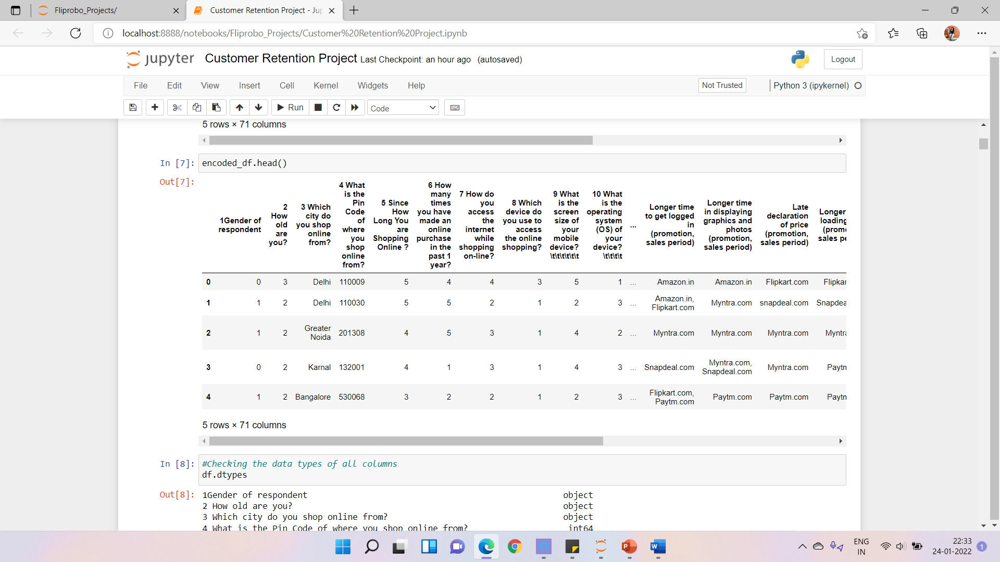 Fliprobo_Projects/
Customer Retention Project - Jup
localhost:8888/notebooks/Fliprobo_Projects/Customer%20Retention%20Project.ipynb
jupyter Customer Retention Project Last Checkpoint: an hour ago (autosaved)
Logout
File Edit View Insert Cell Kernel Widgets Help
Not Trusted
Python 3 (ipykernel)
Run
Code
5 rows × 71 columns
In [7]: encoded_df.head()
Out[7]:
1Gender of respondent
2 How old are you?
3 Which city do you shop online from?
4 What is the Pin Code of where you shop online from?
5 Since How Long You are Shopping Online ?
6 How many times you have made an online purchase in the past 1 year?
7 How do you access the internet while shopping on-line?
8 Which device do you use to access the online shopping?
9 What is the screen size of your mobile device? \t\t\t\t\t\t
10 What is the operating system (OS) of your device? \t\t\t\t
...
Longer time to get logged in (promotion, sales period)
Longer time in displaying graphics and photos (promotion, sales period)
Late declaration of price (promotion, sales period)
Longer loading (prom sales pe
0 0 3 Delhi 110009 5 4 4 3 5 1 ... Amazon.in Amazon.in Flipkart.com Flipkar
1 1 2 Delhi 110030 5 5 2 1 2 3 ... Amazon.in, Flipkart.com Myntra.com snapdeal.com Snapdea
2 1 2 Greater Noida 201308 4 5 3 1 4 2 ... Myntra.com Myntra.com Myntra.com Myntra
3 0 2 Karnal 132001 4 1 3 1 4 3 ... Snapdeal.com Myntra.com, Snapdeal.com Myntra.com Paytm
4 1 2 Bangalore 530068 3 2 2 1 2 3 ... Flipkart.com, Paytm.com Paytm.com Paytm.com Paytm
5 rows × 71 columns
In [8]: #Checking the data types of all columns
df.dtypes
Out[8]: 1Gender of respondent object
2 How old are you? object
3 Which city do you shop online from? object
4 What is the Pin Code of where you shop online from? int64
ENG
IN
22:33
24-01-2022
1